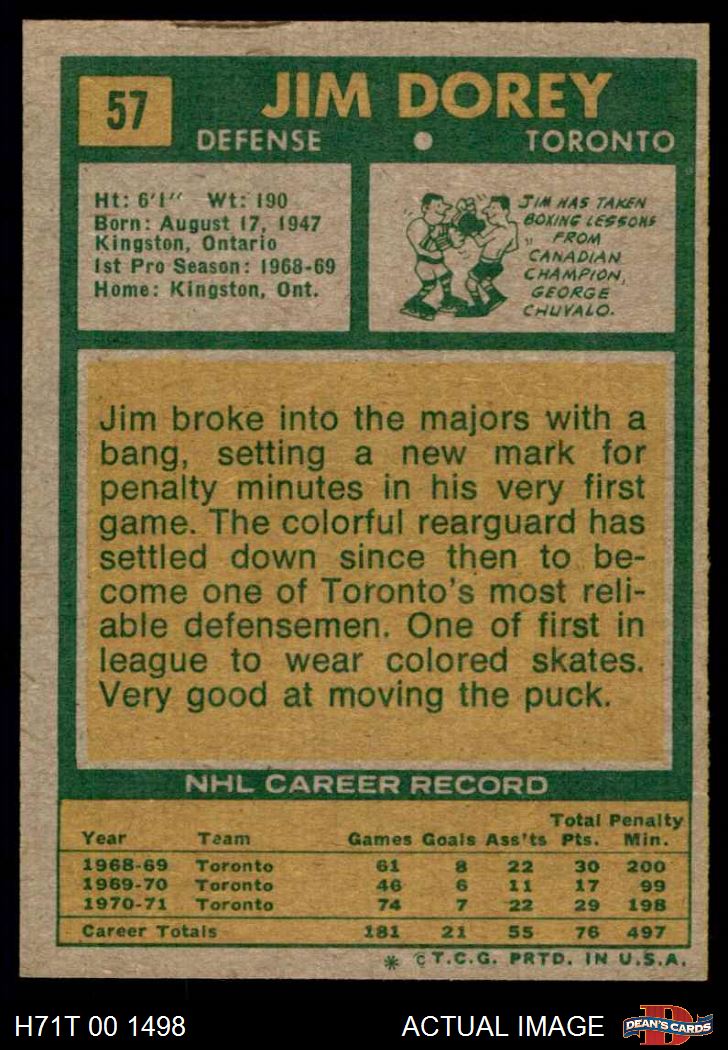 57
JIM DOREY
DEFENSE ● TORONTO
Ht: 6'1" Wt: 190
Born: August 17, 1947
Kingston, Ontario
1st Pro Season: 1968-69
Home: Kingston, Ont.
JIM HAS TAKEN
BOXING LESSONS
FROM
CANADIAN
CHAMPION,
GEORGE
CHUVALO.
Jim broke into the majors with a
bang, setting a new mark for
penalty minutes in his very first
game. The colorful rearguard has
settled down since then to be-
come one of Toronto's most reli-
able defensemen. One of first in
league to wear colored skates.
Very good at moving the puck.
NHL CAREER RECORD
Total Penalty
Year Team Games Goals Ass'ts Pts. Min.
1968-69 Toronto 61 8 22 30 200
1969-70 Toronto 46 6 11 17 99
1970-71 Toronto 74 7 22 29 198
Career Totals 181 21 55 76 497
* © T.C.G. PRTD. IN U.S.A.
H71T 00 1498 ACTUAL IMAGE D DEAN'S CARDS